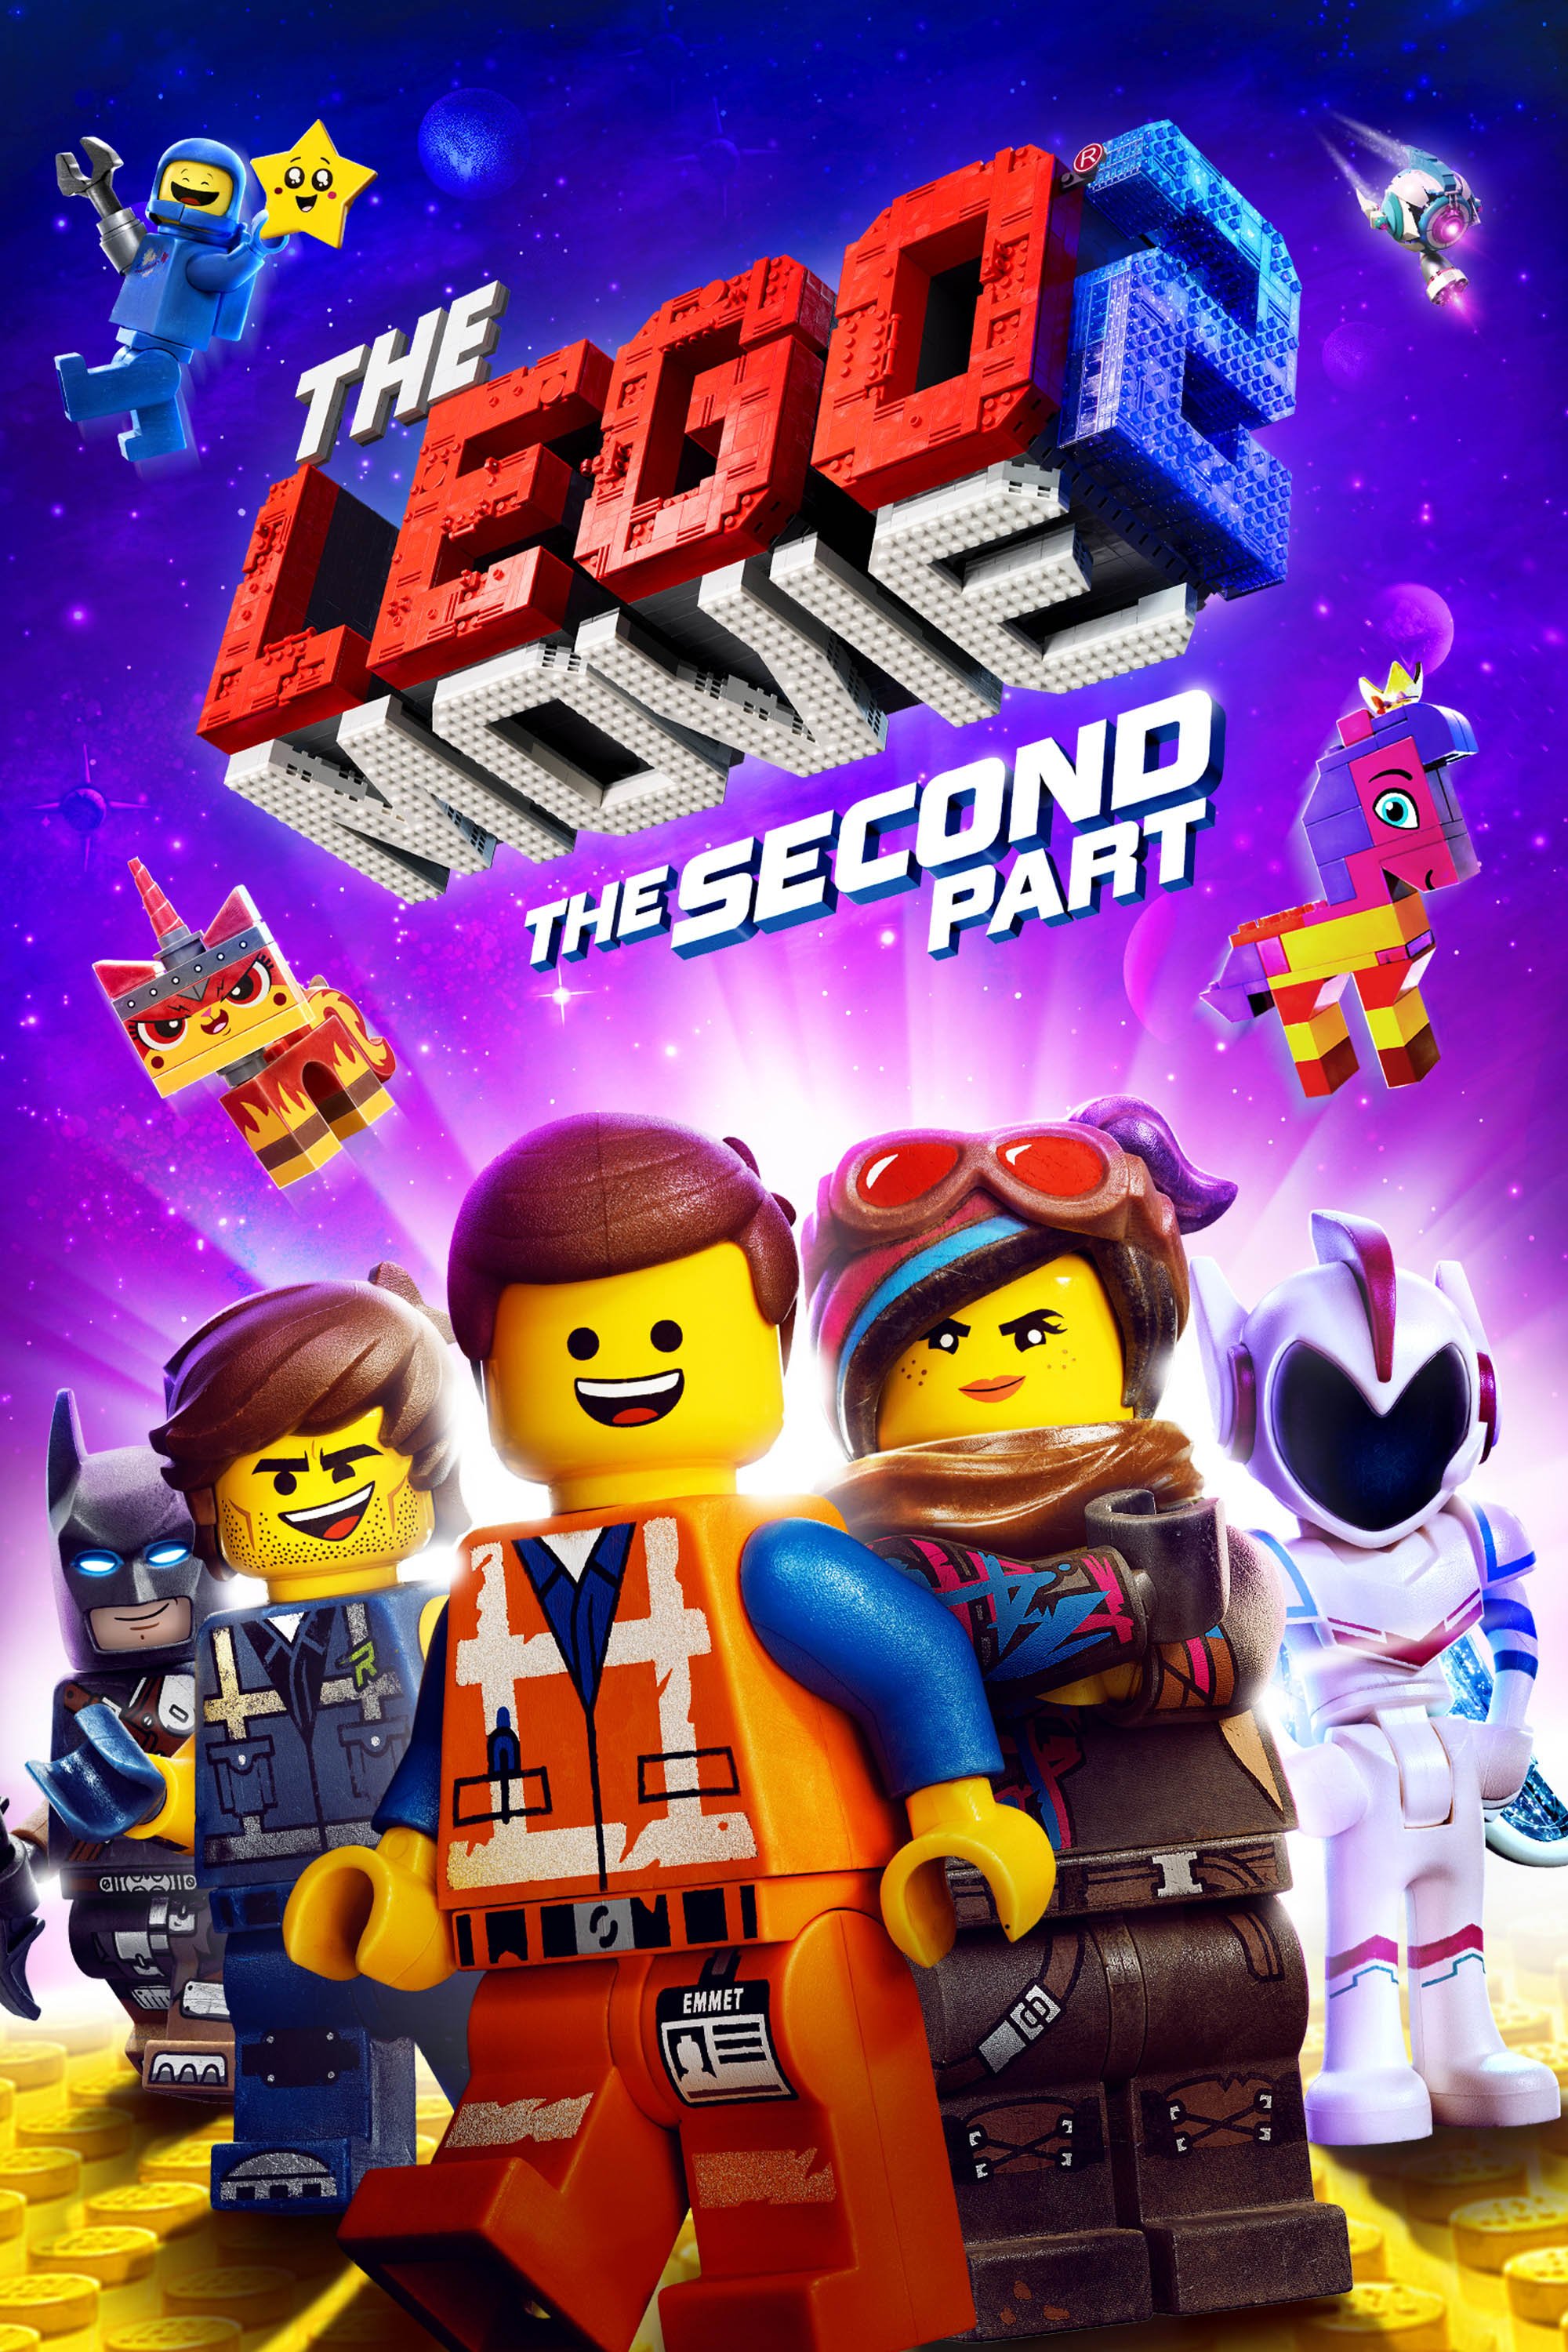 THE
LEGO 2
®
MOVIE
THE SECOND
PART
R
EMMET